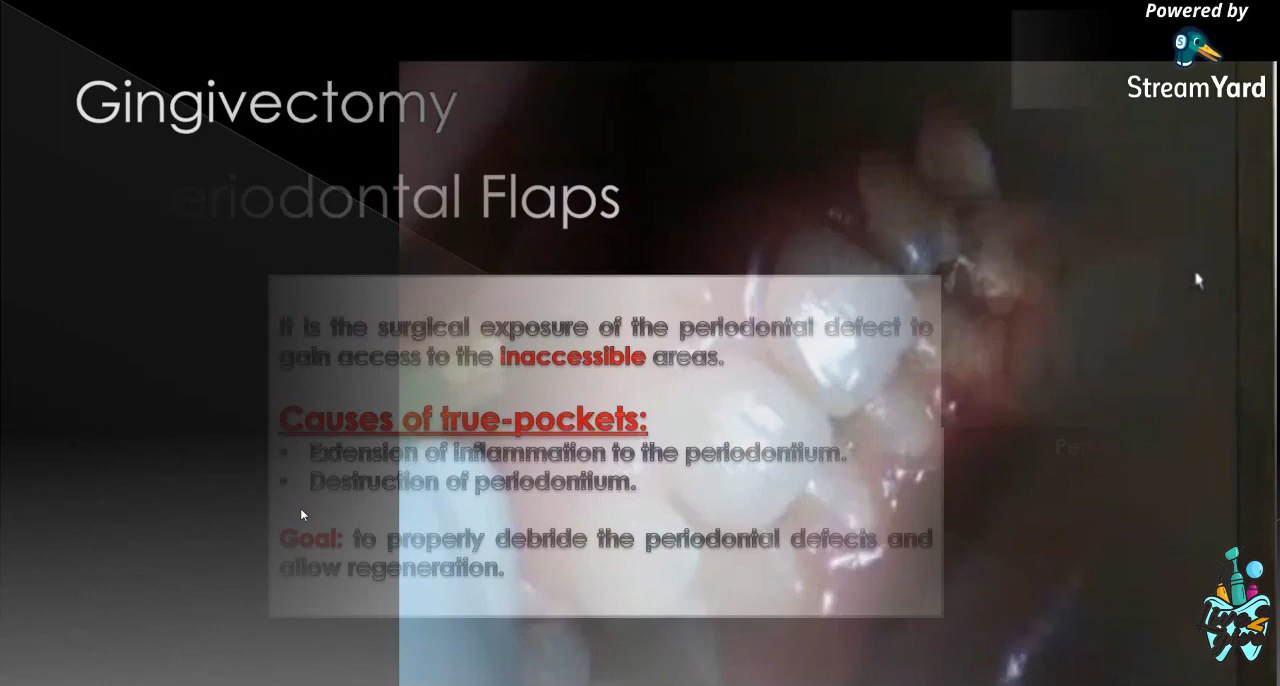 Powered by
StreamYard
Gingivectomy
eriodontal Flaps
It is the surgical exposure of the periodontal defect to
gain access to the inaccessible areas.
Causes of true-pockets:
• Extension of inflammation to the periodontium.
• Destruction of periodontium.
Goal: to properly debride the periodontal defects and
allow regeneration.